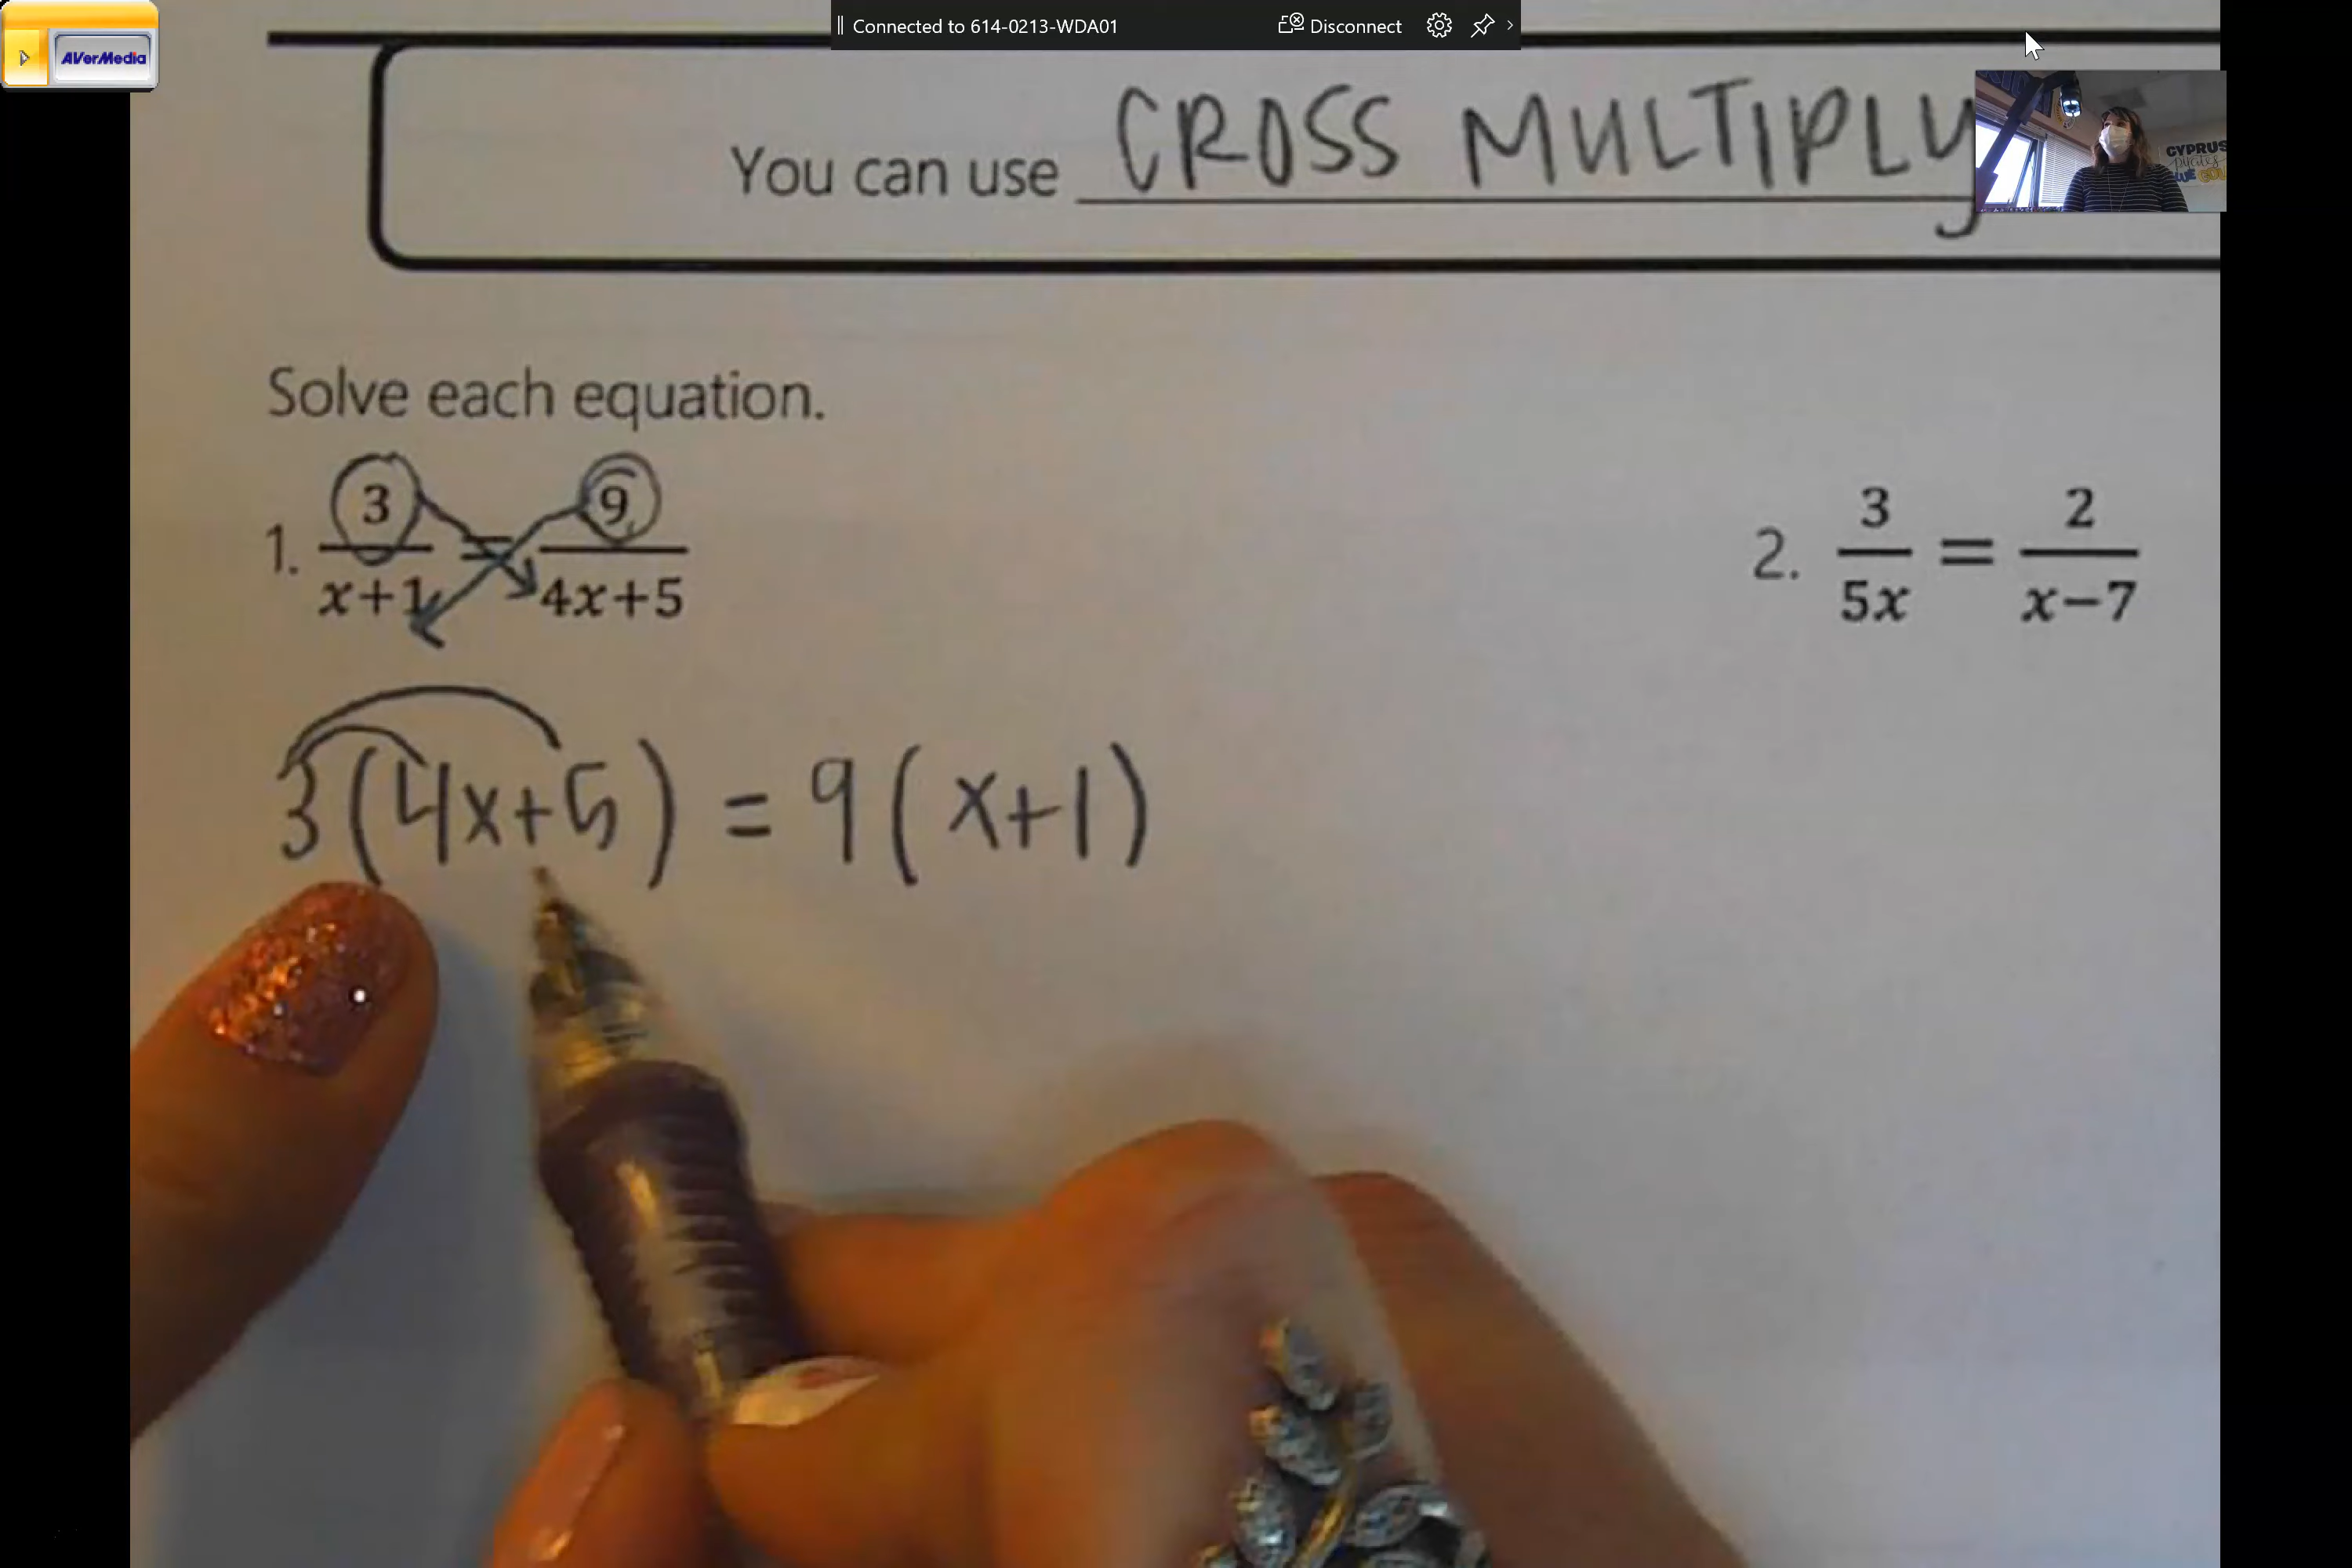 Connected to 614-0213-WDA01 Disconnect
AVerMedia
You can use CROSS MULTIPLY
CYPRUS
Solve each equation.
1. 3/(x+1) = 9/(4x+5)
2. 3/(5x) = 2/(x−7)
3(4x+5) = 9(x+1)